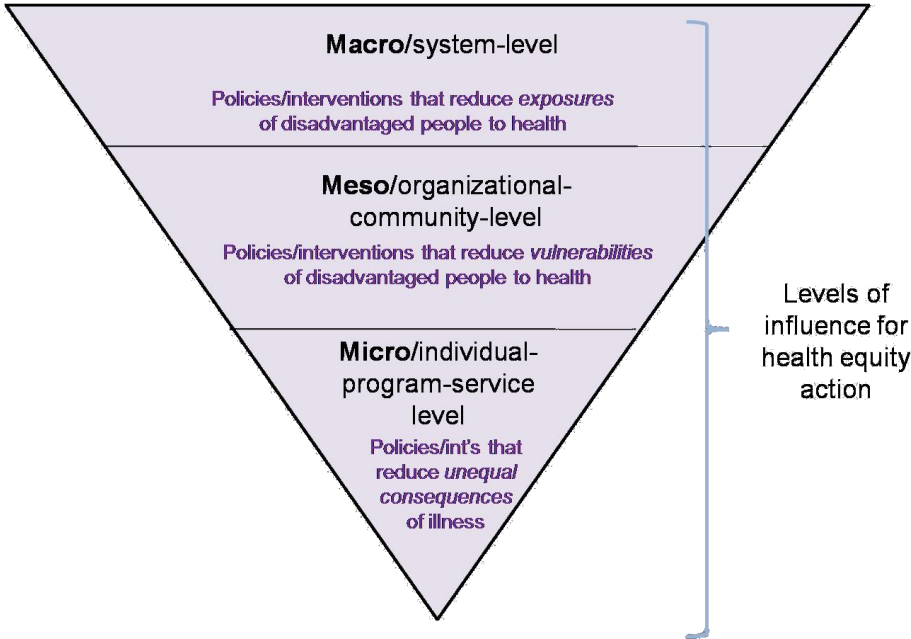 Macro/system-level
Policies/interventions that reduce exposures
of disadvantaged people to health
Meso/organizational-
community-level
Policies/interventions that reduce vulnerabilities
of disadvantaged people to health
Micro/individual-
program-service
level
Policies/int's that
reduce unequal
consequences
of illness
Levels of
influence for
health equity
action